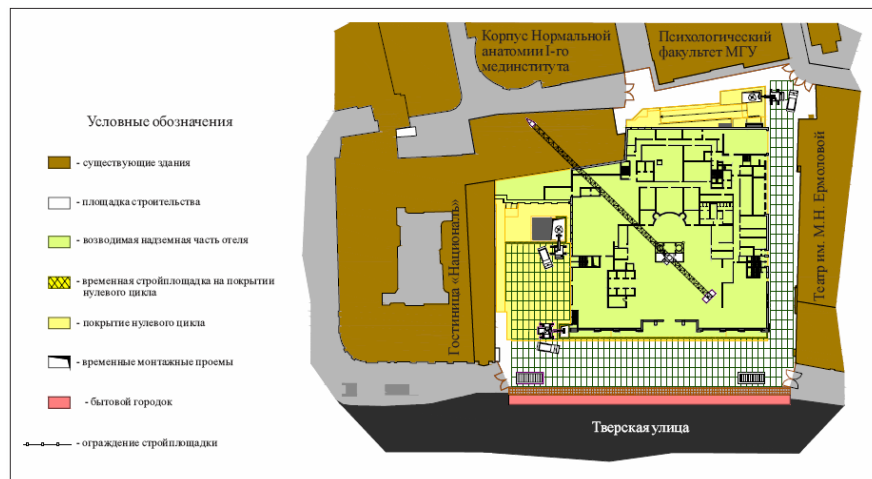 Условные обозначения
- существующие здания
- площадка строительства
- возводимая надземная часть отеля
- временная стройплощадка на покрытии
нулевого цикла
- покрытие нулевого цикла
- временные монтажные проемы
- бытовой городок
- ограждение стройплощадки
Корпус Нормальной
анатомии I-го
мединститута
Психологический
факультет МГУ
Гостиница «Националь»
Театр им. М.Н. Ермоловой
Тверская улица